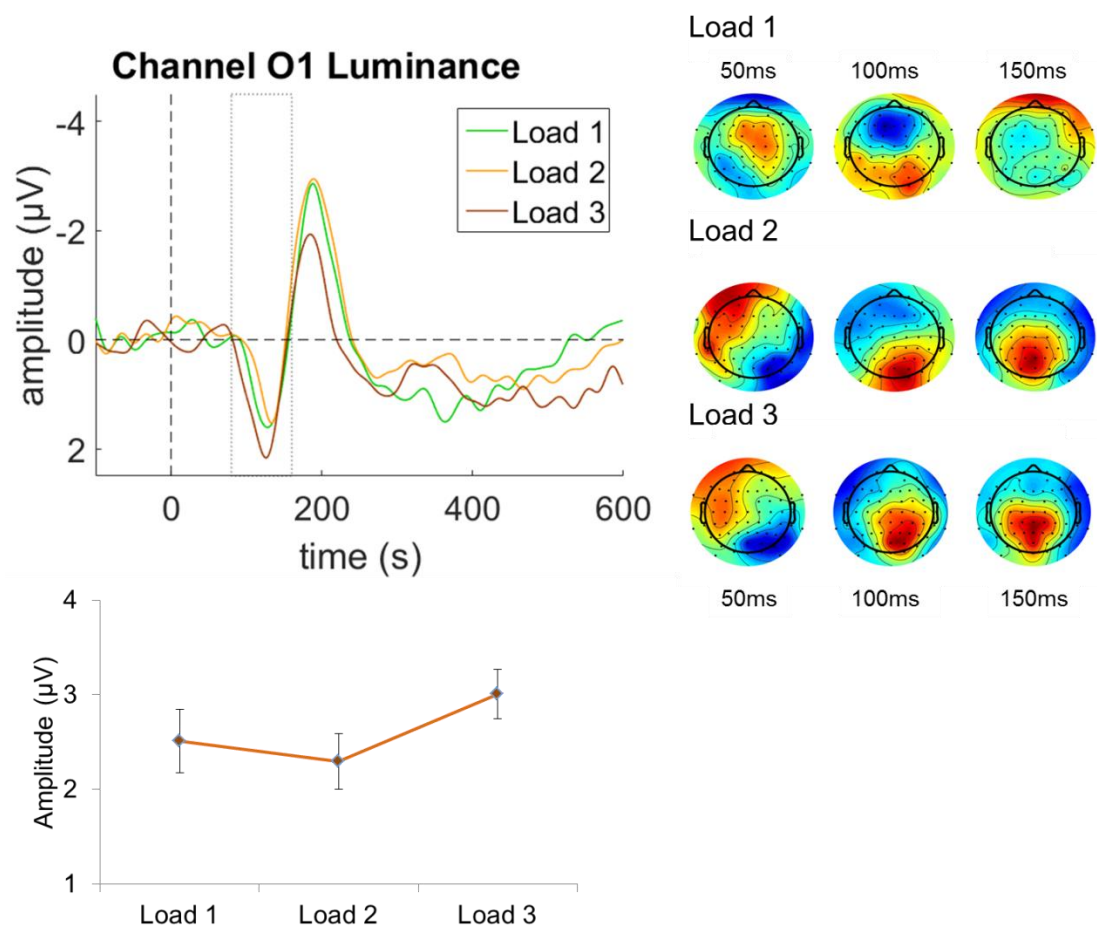 Channel O1 Luminance
-4
-2
0
2
amplitude (µV)
Load 1
Load 2
Load 3
0
200
400
600
time (s)
Load 1
50ms
100ms
150ms
Load 2
Load 3
50ms
100ms
150ms
4
3
2
1
Amplitude (µV)
Load 1
Load 2
Load 3